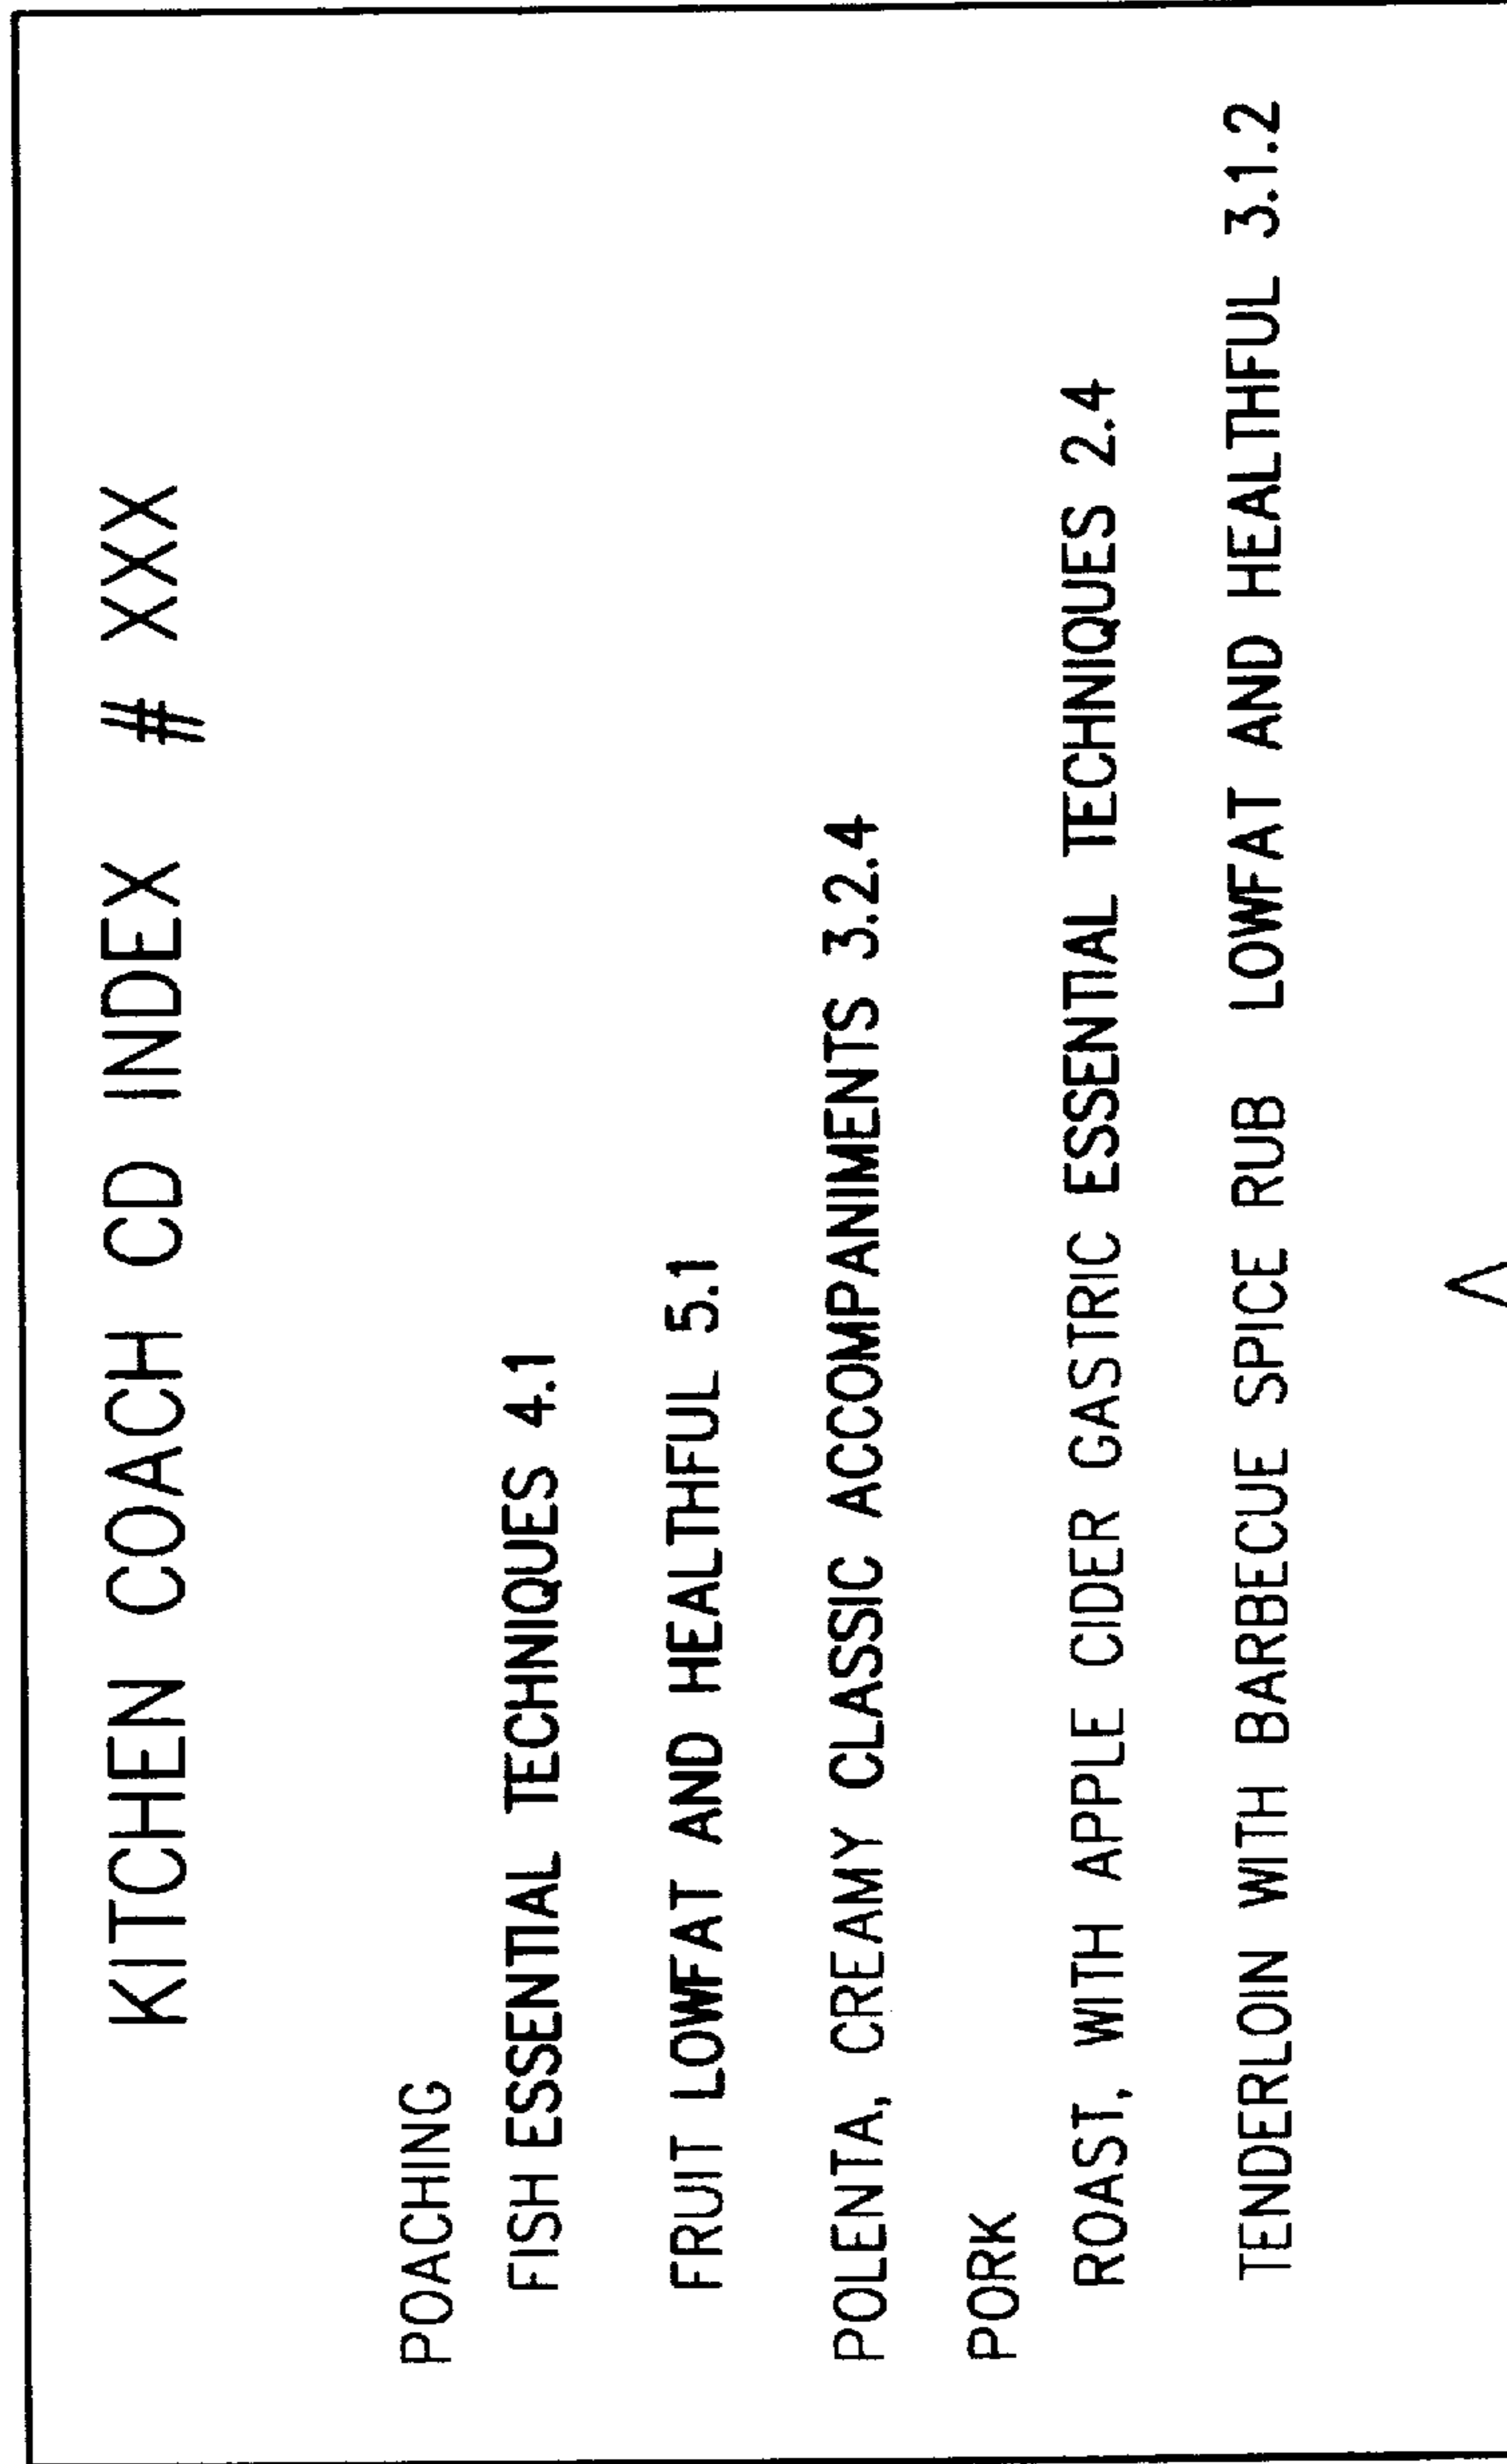 KITCHEN COACH CD INDEX # XXX
POACHING
FISH ESSENTIAL TECHNIQUES 4.1
FRUIT LOWFAT AND HEALTHFUL 5.1
POLENTA, CREAMY CLASSIC ACCOMPANIMENTS 3.2.4
PORK
ROAST, WITH APPLE CIDER GASTRIC ESSENTIAL TECHNIQUES 2.4
TENDERLOIN WITH BARBECUE SPICE RUB LOWFAT AND HEALTHFUL 3.1.2